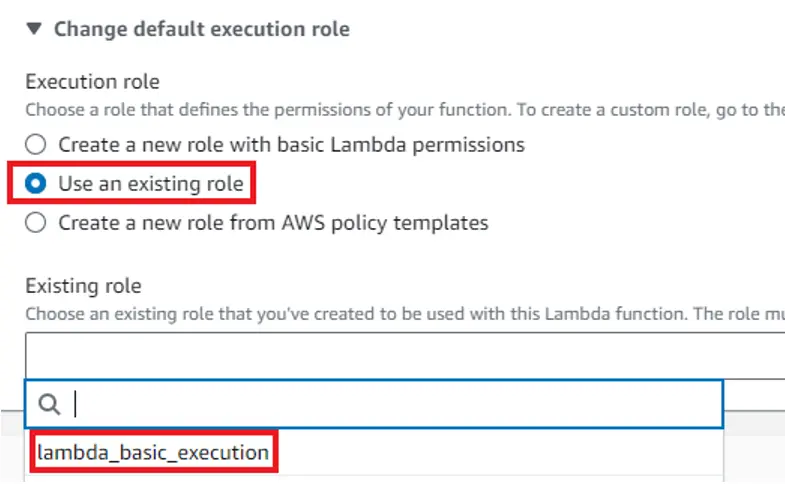 Change default execution role
Execution role
Choose a role that defines the permissions of your function. To create a custom role, go to the
Create a new role with basic Lambda permissions
Use an existing role
Create a new role from AWS policy templates
Existing role
Choose an existing role that you've created to be used with this Lambda function. The role mu
lambda_basic_execution